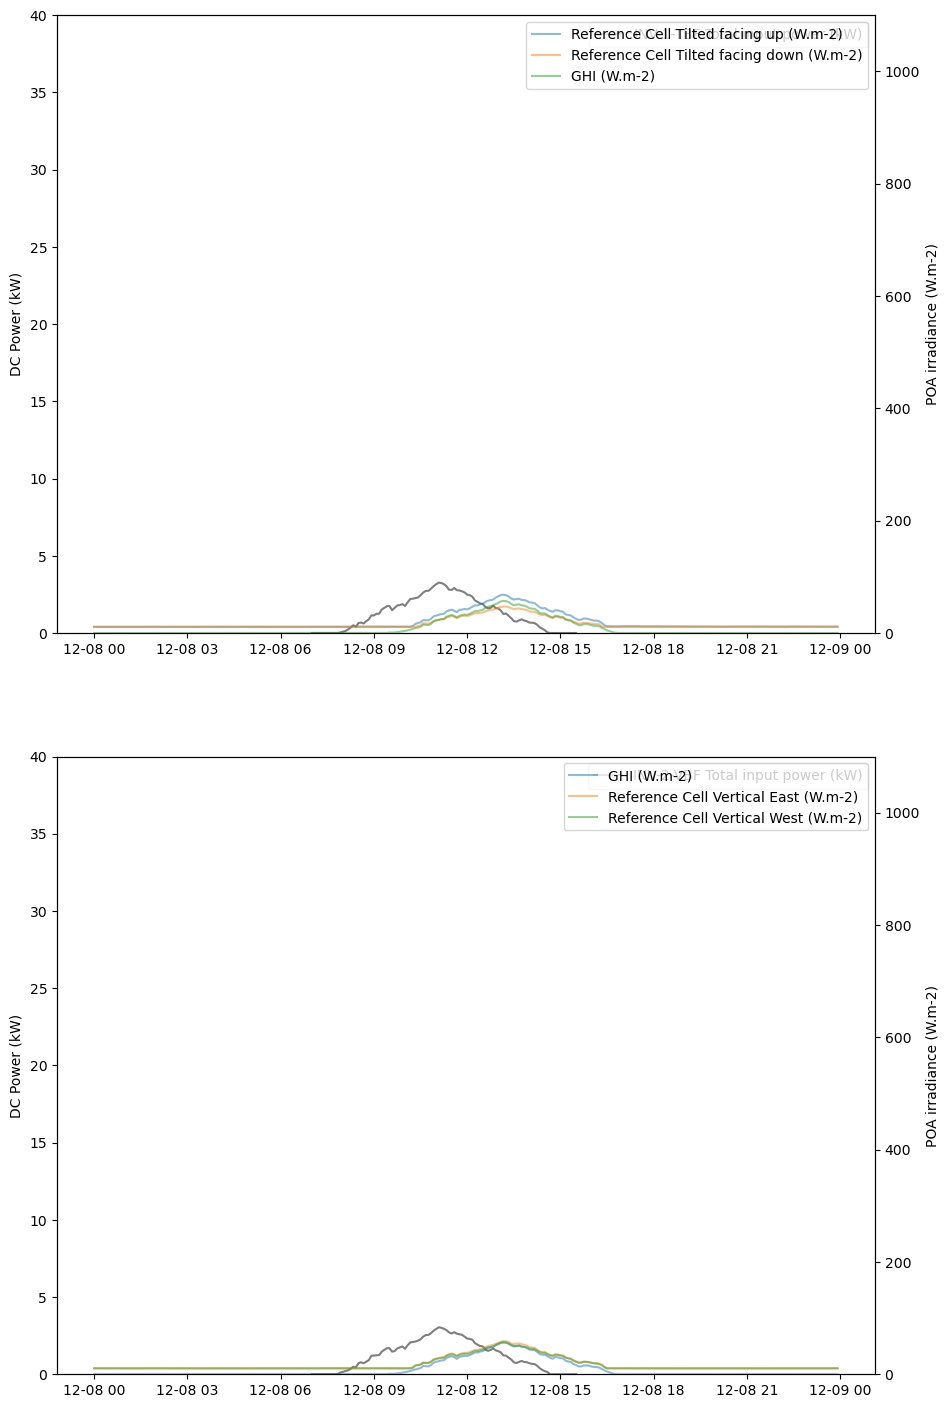 40
35
30
25
20
15
10
5
0
DC Power (kW)
Reference Cell Tilted facing up (W.m-2)
Reference Cell Tilted facing down (W.m-2)
GHI (W.m-2)
1000
800
600
400
200
0
POA irradiance (W.m-2)
12-08 00 12-08 03 12-08 06 12-08 09 12-08 12 12-08 15 12-08 18 12-08 21 12-09 00
40
35
30
25
20
15
10
5
0
DC Power (kW)
GHI (W.m-2) Total input power (kW)
Reference Cell Vertical East (W.m-2)
Reference Cell Vertical West (W.m-2)
1000
800
600
400
200
0
POA irradiance (W.m-2)
12-08 00 12-08 03 12-08 06 12-08 09 12-08 12 12-08 15 12-08 18 12-08 21 12-09 00